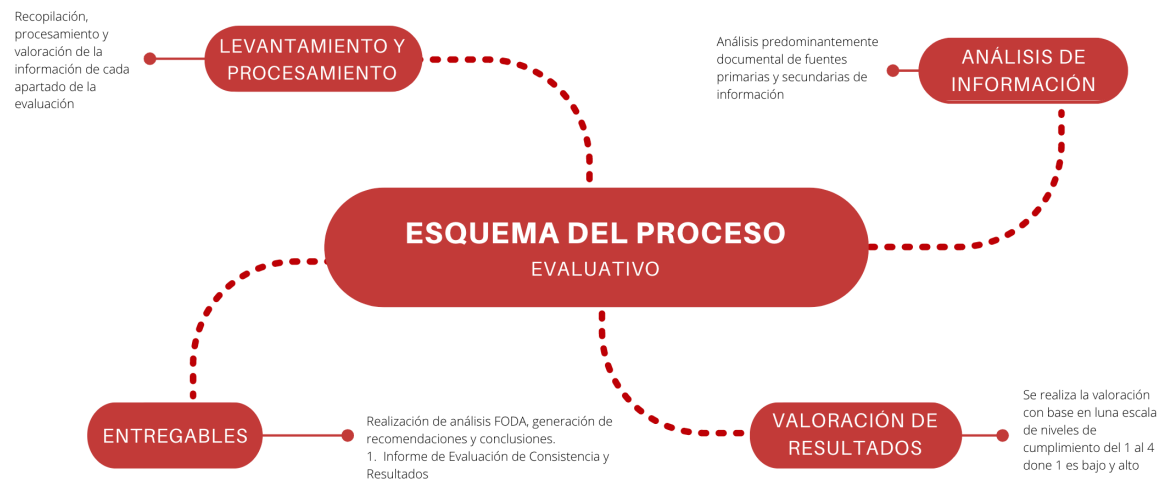 Recopilación,
procesamiento y
valoración de la
información de cada
apartado de la
evaluación
LEVANTAMIENTO Y
PROCESAMIENTO
Análisis predominantemente
documental de fuentes
primarias y secundarias de
información
ANÁLISIS DE
INFORMACIÓN
ESQUEMA DEL PROCESO
EVALUATIVO
ENTREGABLES
Realización de análisis FODA, generación de
recomendaciones y conclusiones.
1. Informe de Evaluación de Consistencia y
Resultados
VALORACIÓN DE
RESULTADOS
Se realiza la valoración
con base en luna escala
de niveles de
cumplimiento del 1 al 4
done 1 es bajo y alto